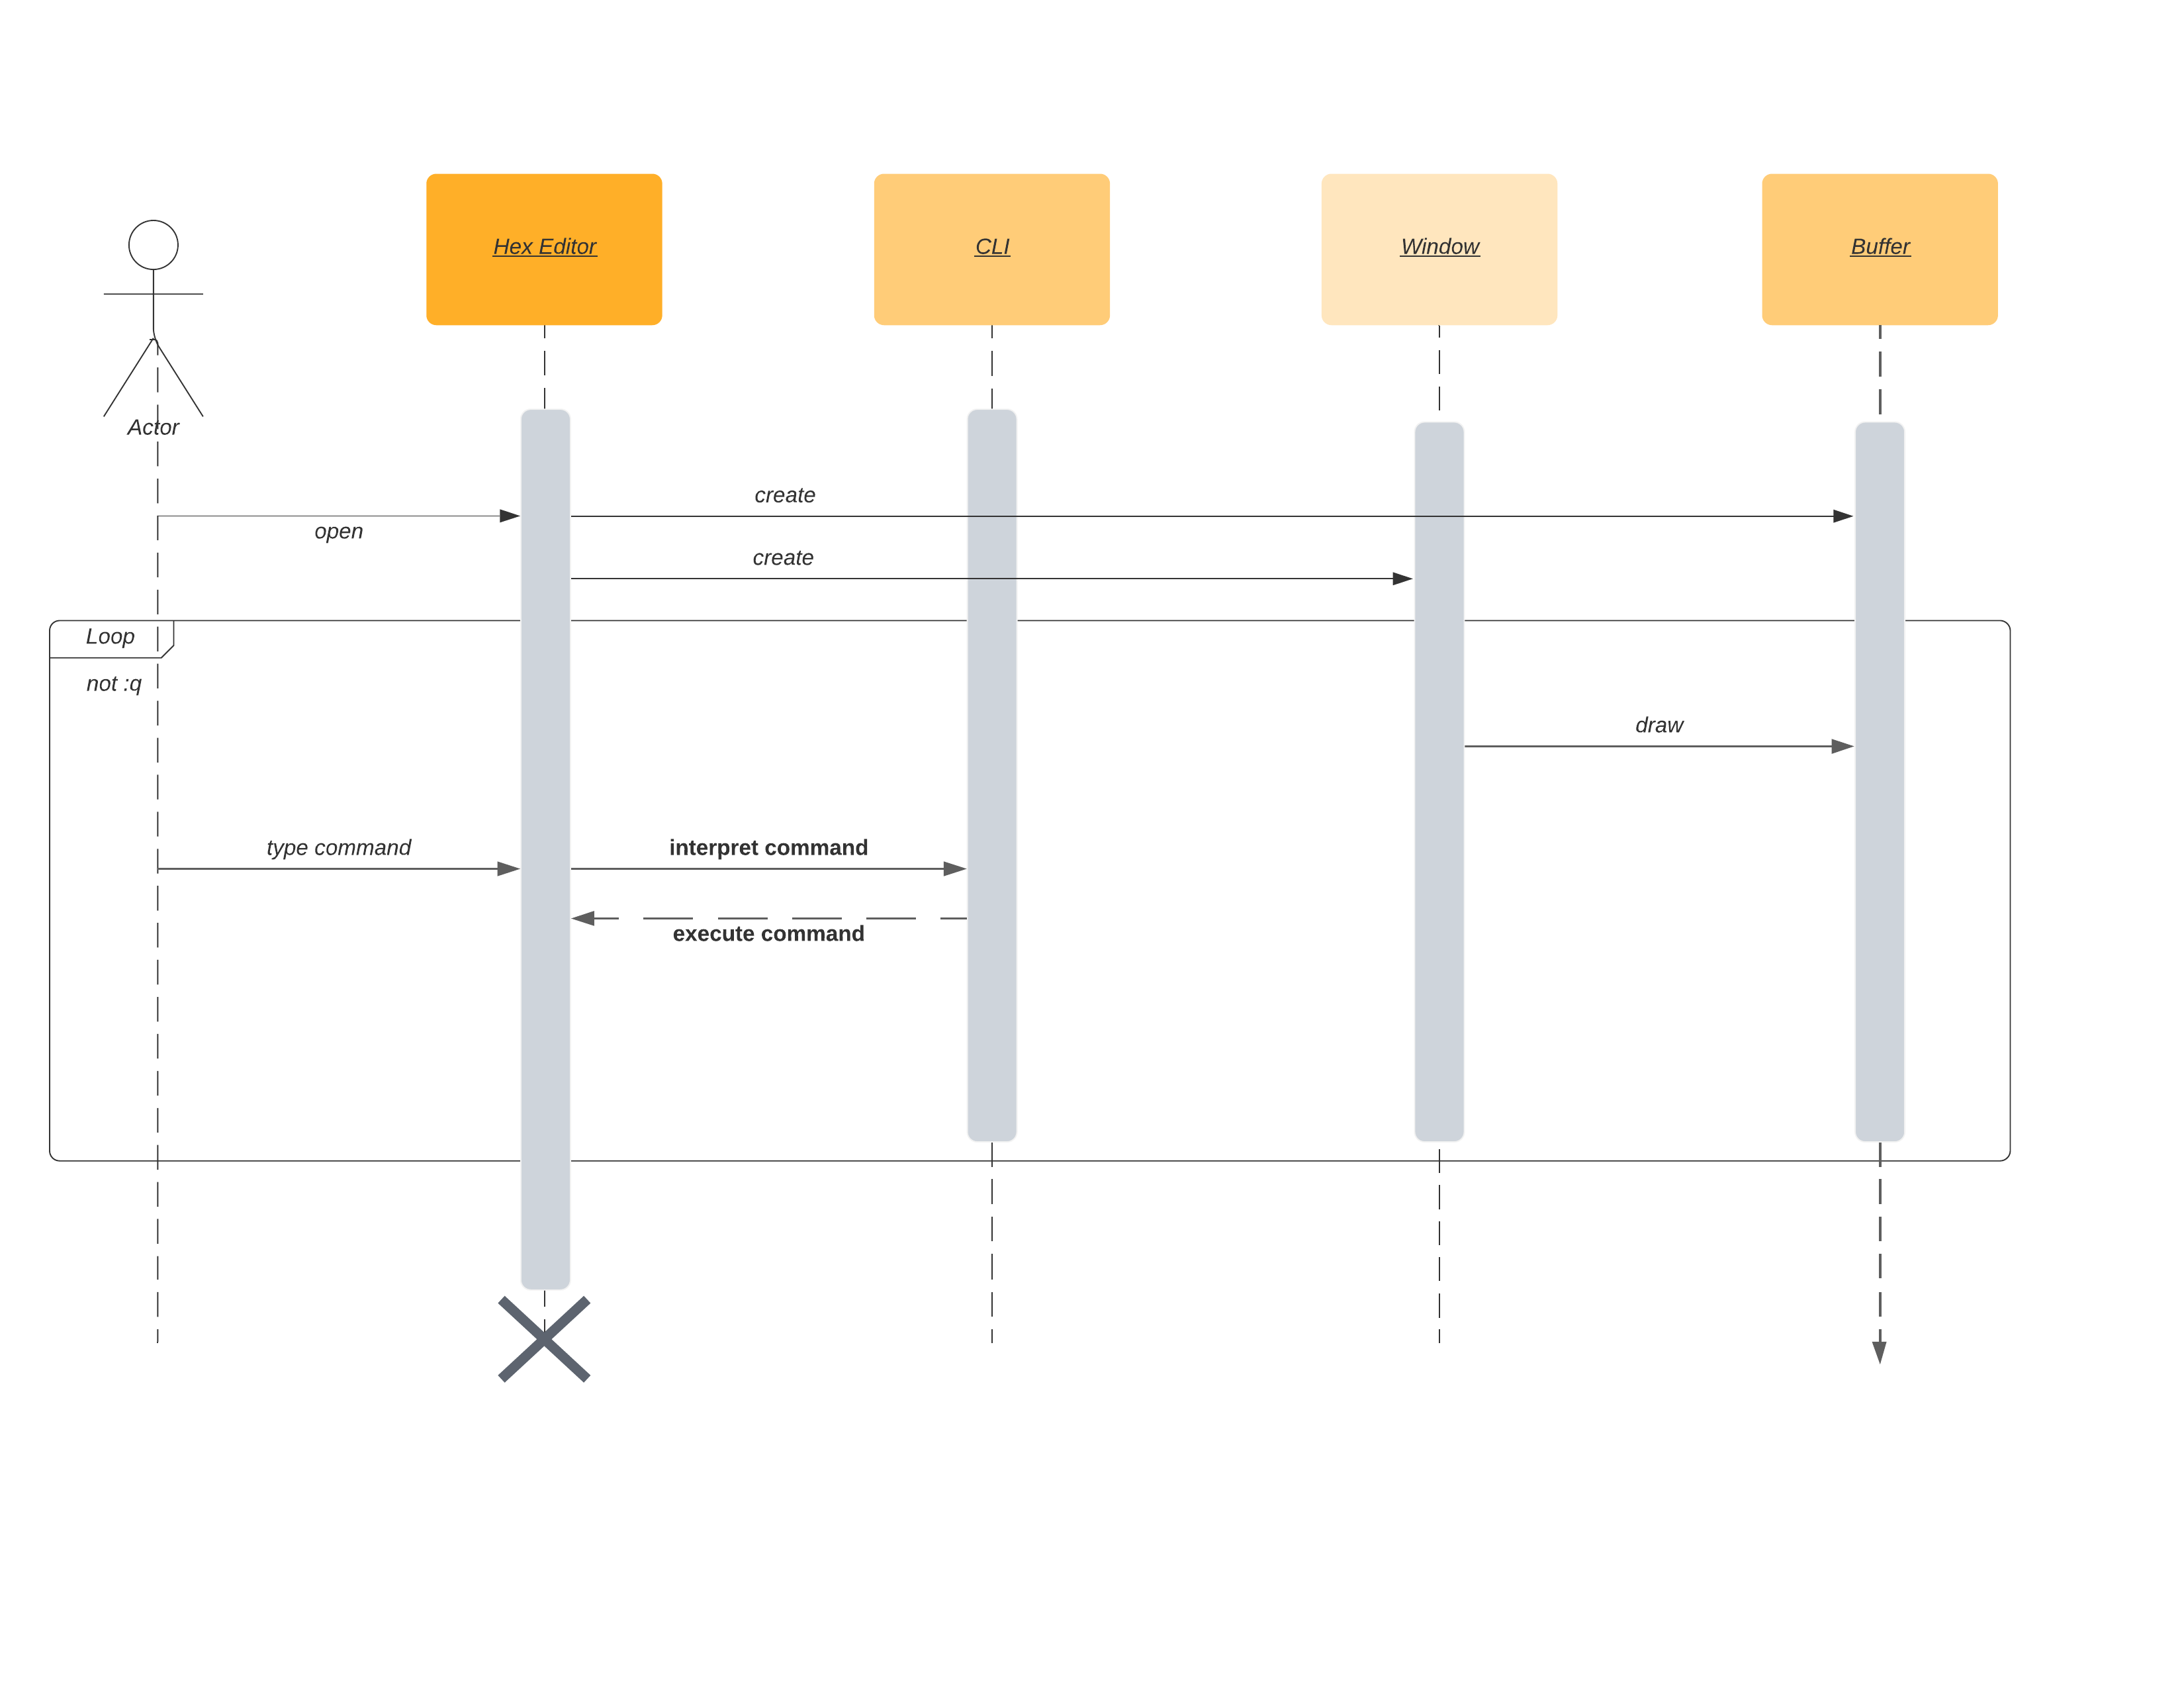 Hex Editor
CLI
Window
Buffer
Actor
create
open
create
Loop
not :q
draw
type command
interpret command
execute command